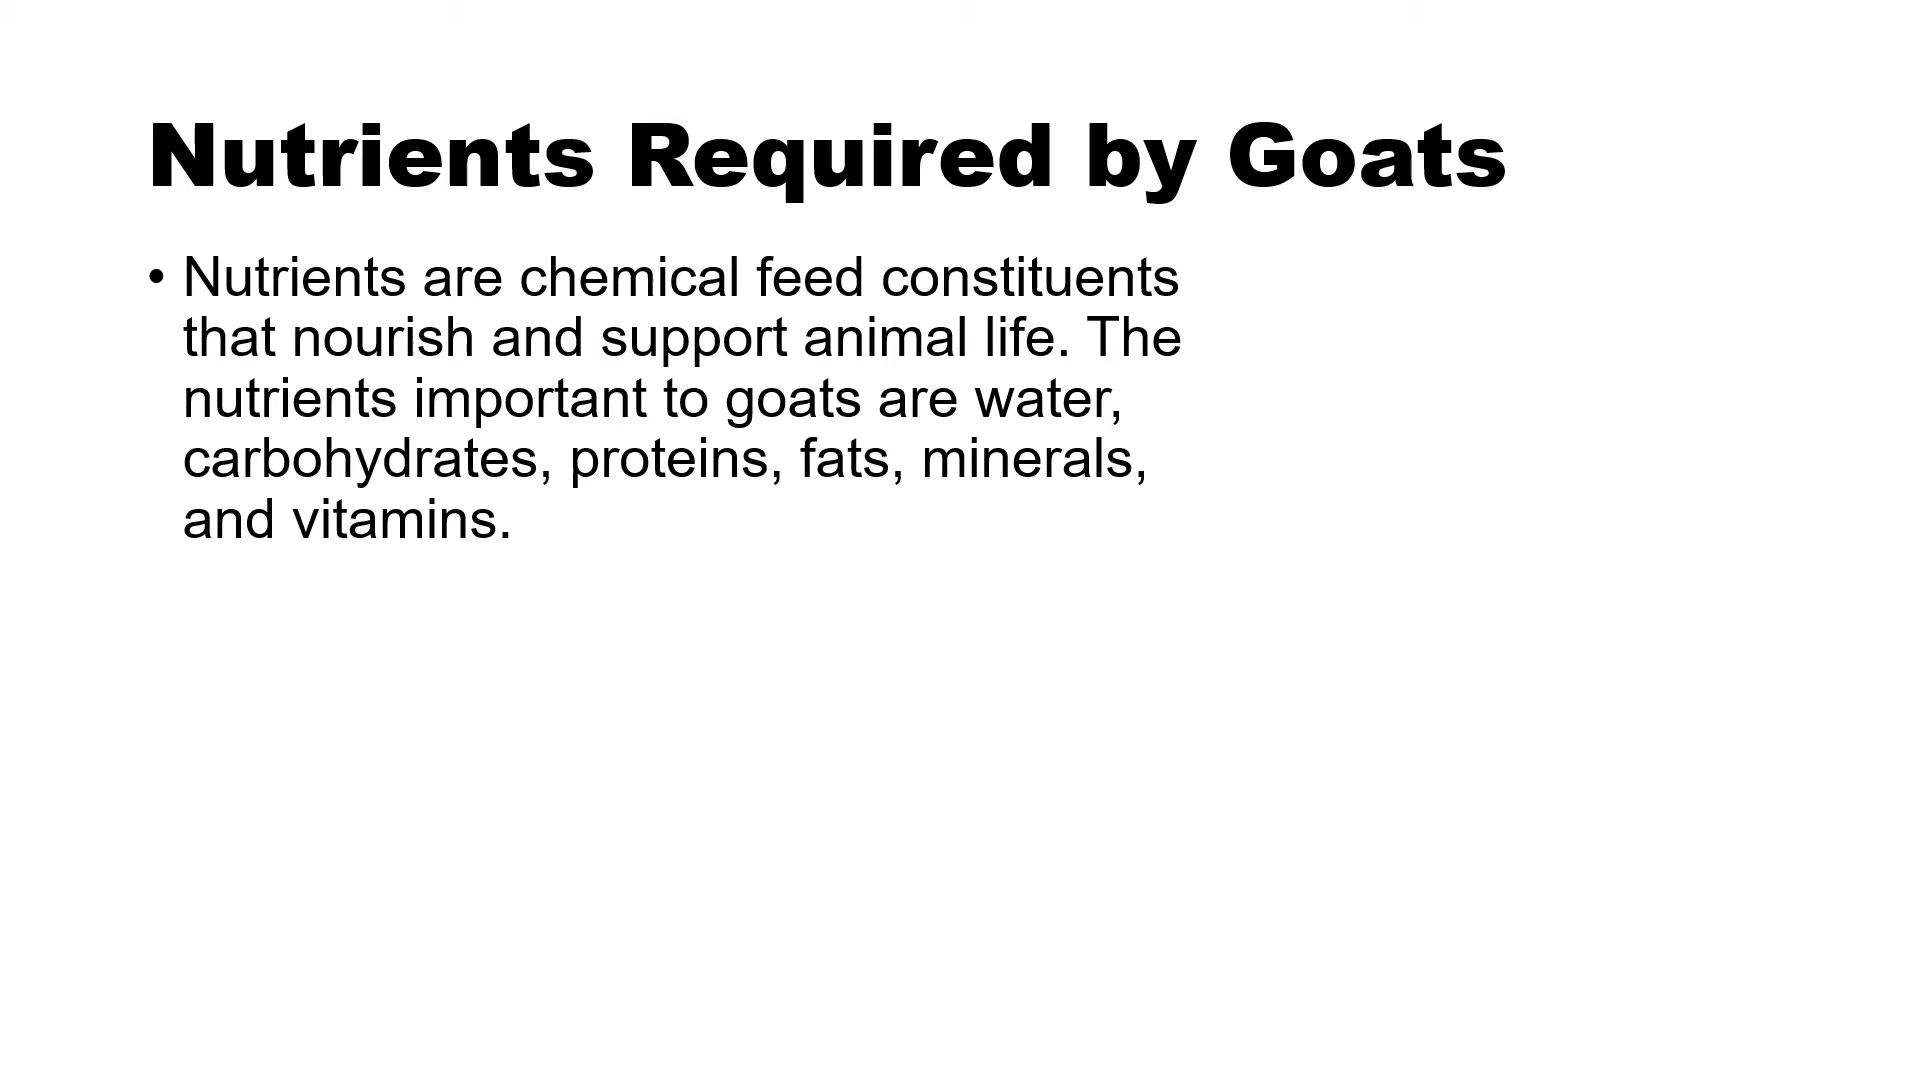 Nutrients Required by Goats
• Nutrients are chemical feed constituents
that nourish and support animal life. The
nutrients important to goats are water,
carbohydrates, proteins, fats, minerals,
and vitamins.